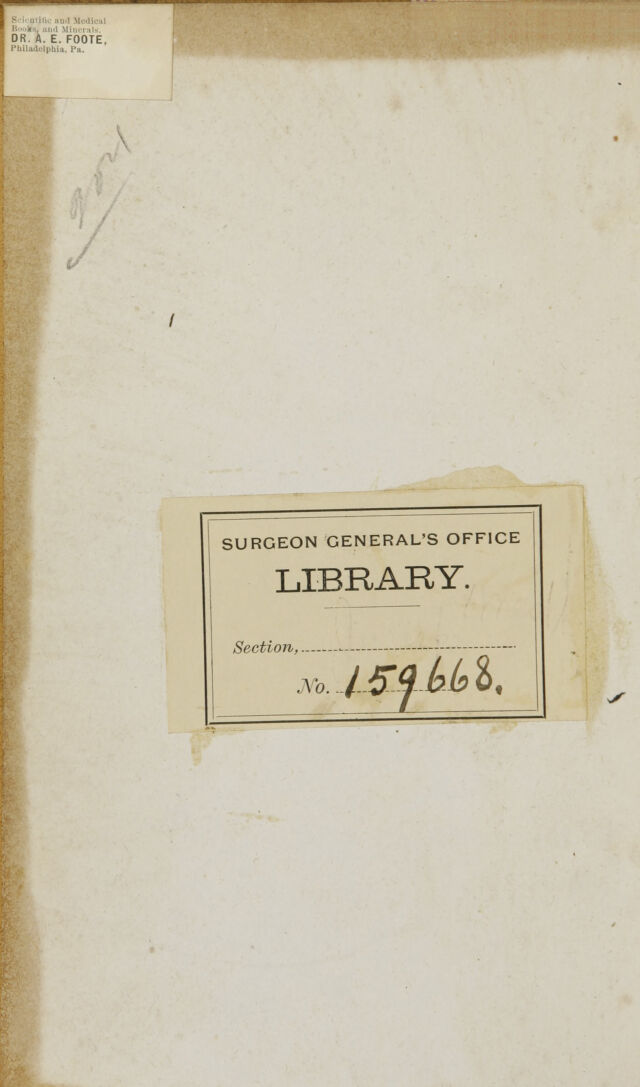 Scientific and Medical
Books, and Minerals,
DR. A. E. FOOTE,
Philadelphia, Pa.
SURGEON GENERAL'S OFFICE
LIBRARY.
Section,
No. 159668.